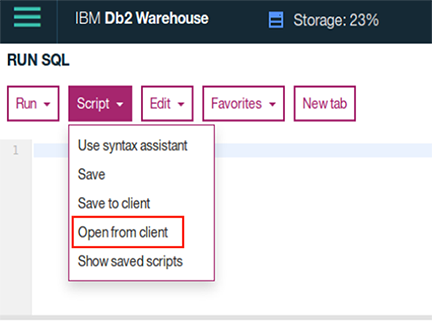 IBM Db2 Warehouse Storage: 23%
RUN SQL
Run Script Edit Favorites New tab
1
Use syntax assistant
Save
Save to client
Open from client
Show saved scripts